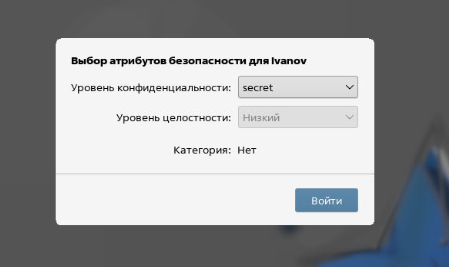 Выбор атрибутов безопасности для Ivanov
Уровень конфиденциальности: secret
Уровень целостности: Низкий
Категория: Нет
Войти